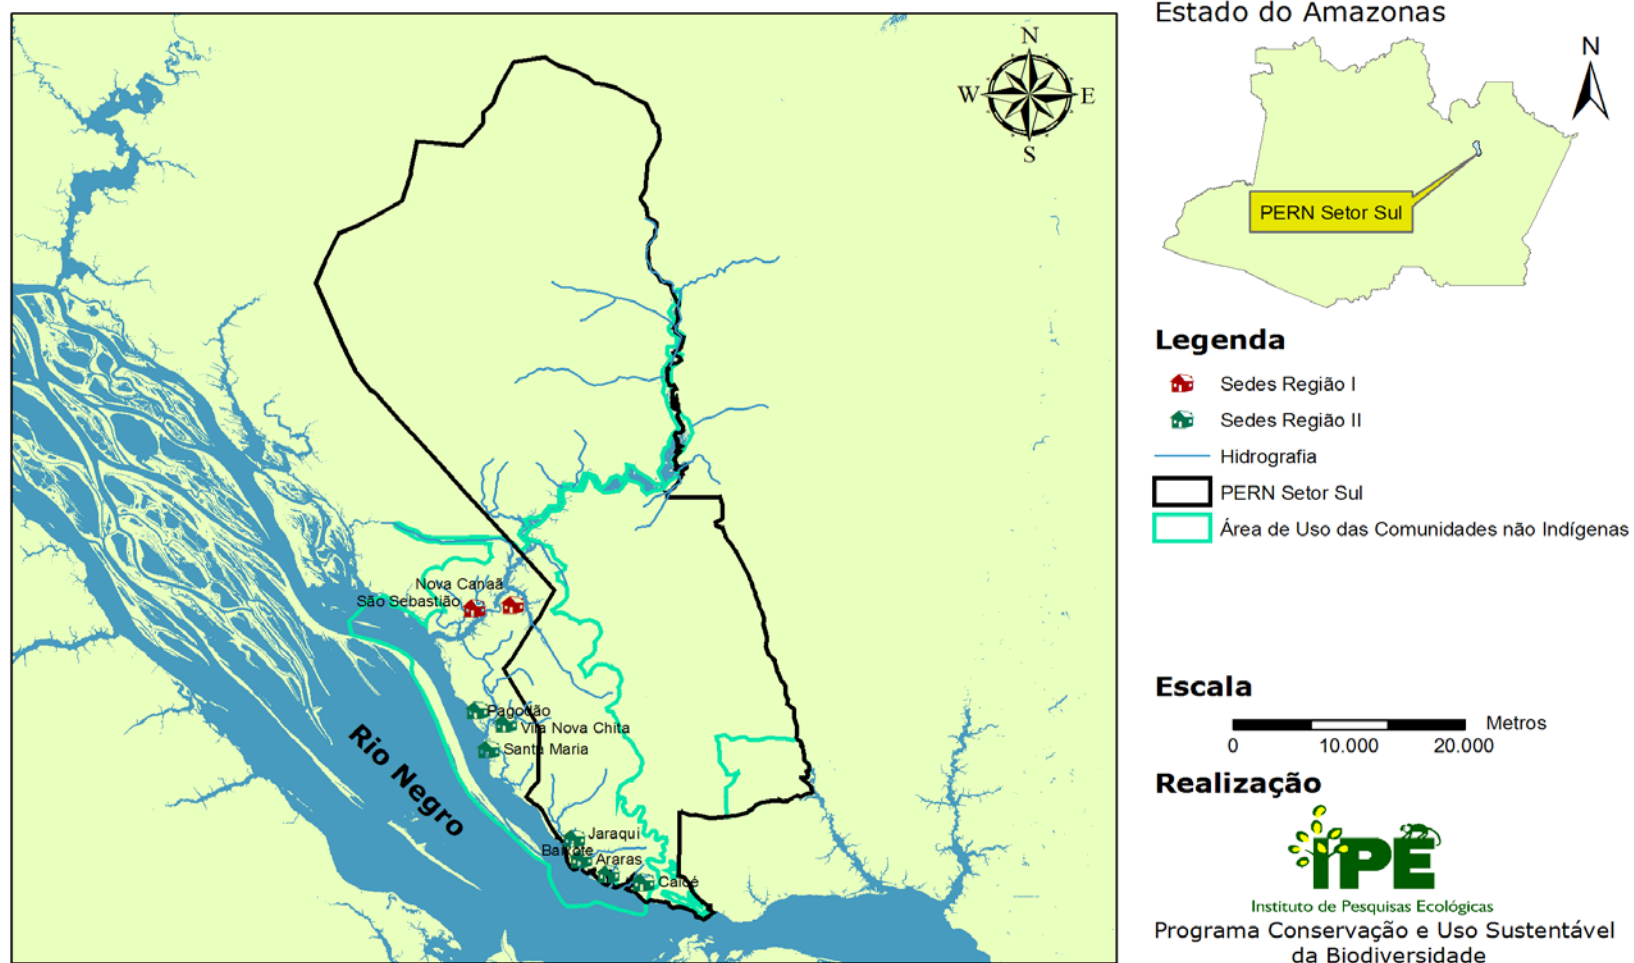 N
W
E
S
Nova Canaã
São Sebastião
Pagodão
Vila Nova Chita
Santa Maria
Rio Negro
Jaraqui
Baixote
Araras
Caioé
Estado do Amazonas
N
PERN Setor Sul
Legenda
Sedes Região I
Sedes Região II
Hidrografia
PERN Setor Sul
Área de Uso das Comunidades não Indígenas
Escala
Metros
0 10.000 20.000
Realização
IPÊ
Instituto de Pesquisas Ecológicas
Programa Conservação e Uso Sustentável
da Biodiversidade